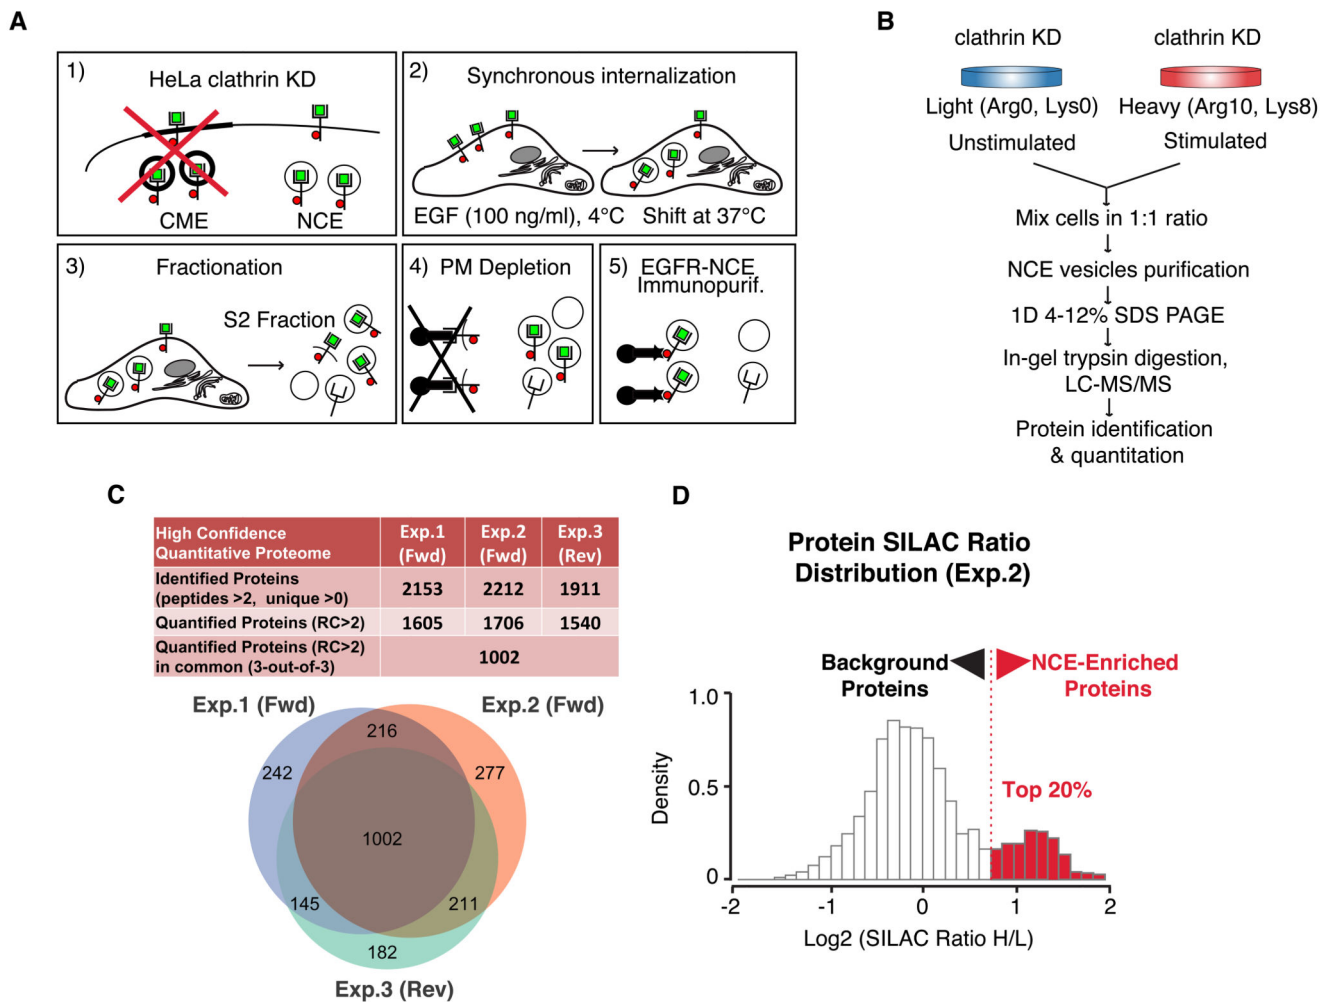 A
1)
HeLa clathrin KD
CME
NCE
2)
Synchronous internalization
EGF (100 ng/ml), 4°C
Shift at 37°C
3)
Fractionation
S2 Fraction
4)
PM Depletion
5)
EGFR-NCE
Immunopurif.
B
clathrin KD
clathrin KD
Light (Arg0, Lys0)
Heavy (Arg10, Lys8)
Unstimulated
Stimulated
Mix cells in 1:1 ratio
NCE vesicles purification
1D 4-12% SDS PAGE
In-gel trypsin digestion,
LC-MS/MS
Protein identification
& quantitation
C
High Confidence
Quantitative Proteome
Exp.1
(Fwd)
Exp.2
(Fwd)
Exp.3
(Rev)
Identified Proteins
(peptides >2, unique >0)
2153
2212
1911
Quantified Proteins (RC>2)
1605
1706
1540
Quantified Proteins (RC>2)
in common (3-out-of-3)
1002
Exp.1 (Fwd)
Exp.2 (Fwd)
216
242
277
1002
145
211
182
Exp.3 (Rev)
D
Protein SILAC Ratio
Distribution (Exp.2)
Background
Proteins
NCE-Enriched
Proteins
Top 20%
Density
1.0
0.5
0
-2
-1
0
1
2
Log2 (SILAC Ratio H/L)